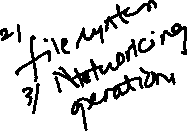 2) file system
3) Networking
operations